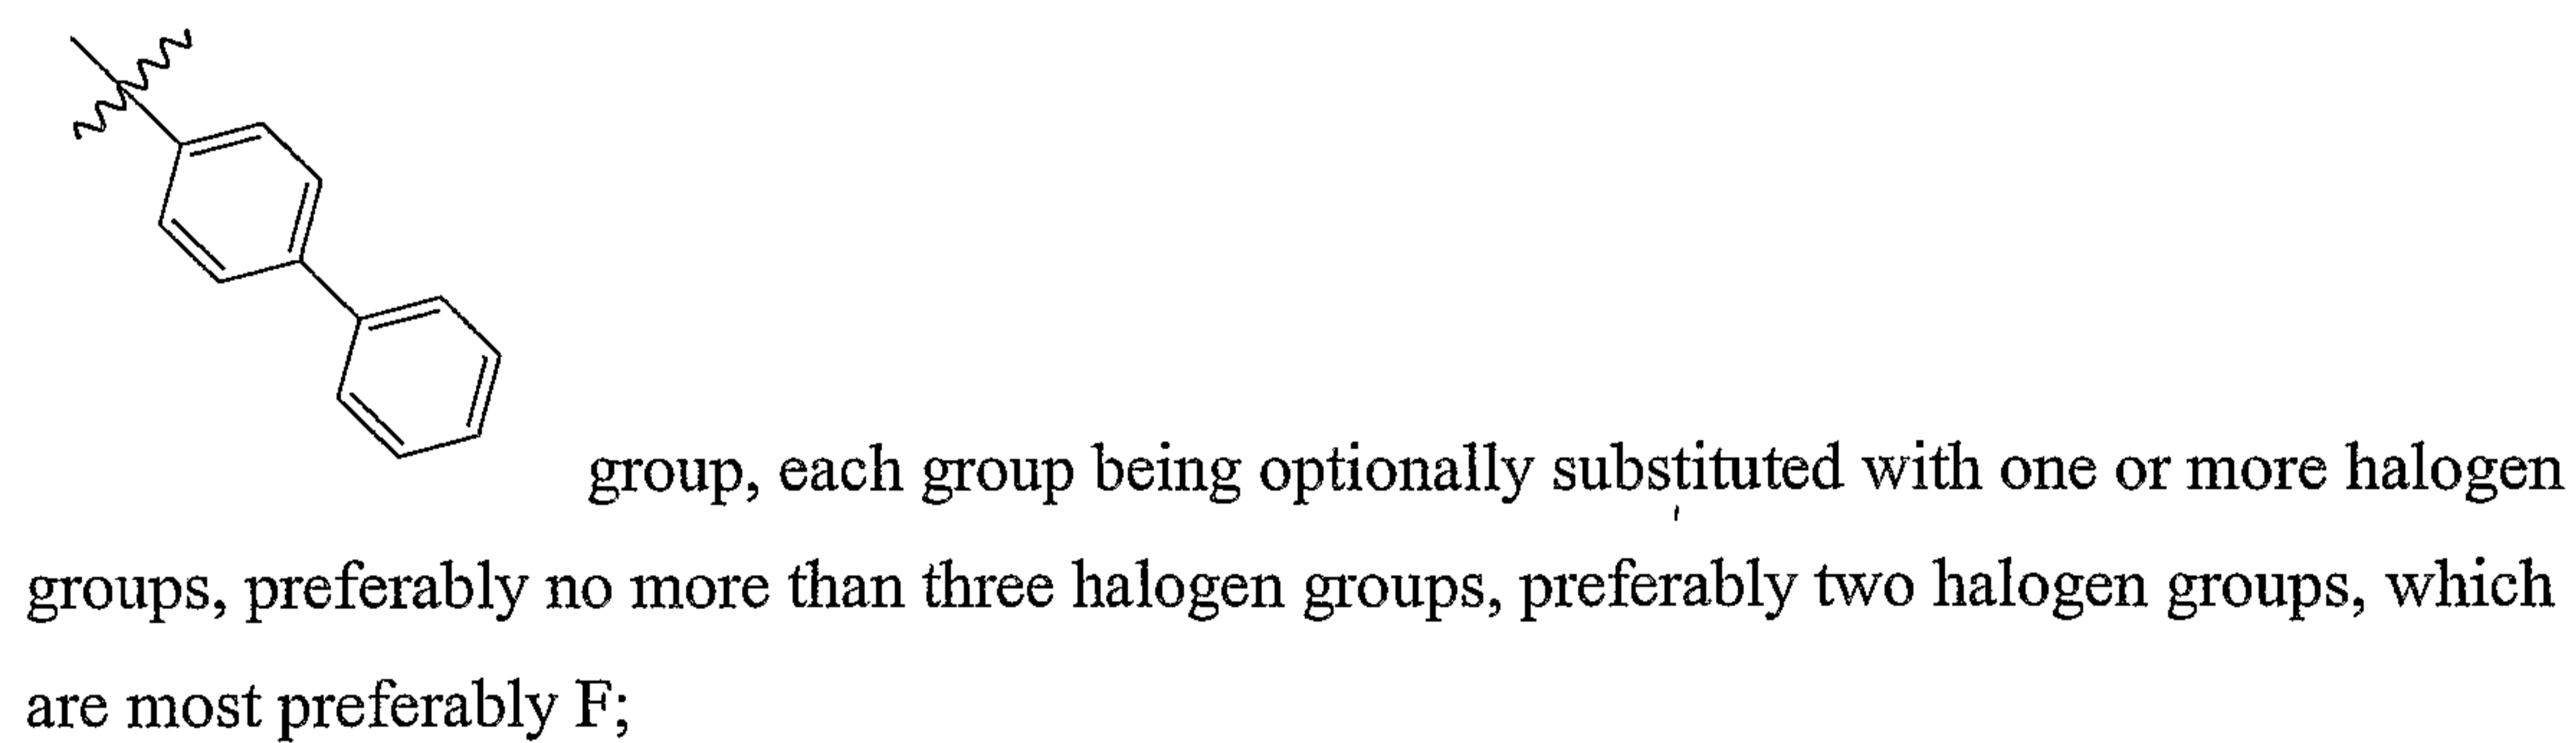 group, each group being optionally substituted with one or more halogen
groups, preferably no more than three halogen groups, preferably two halogen groups, which
are most preferably F;